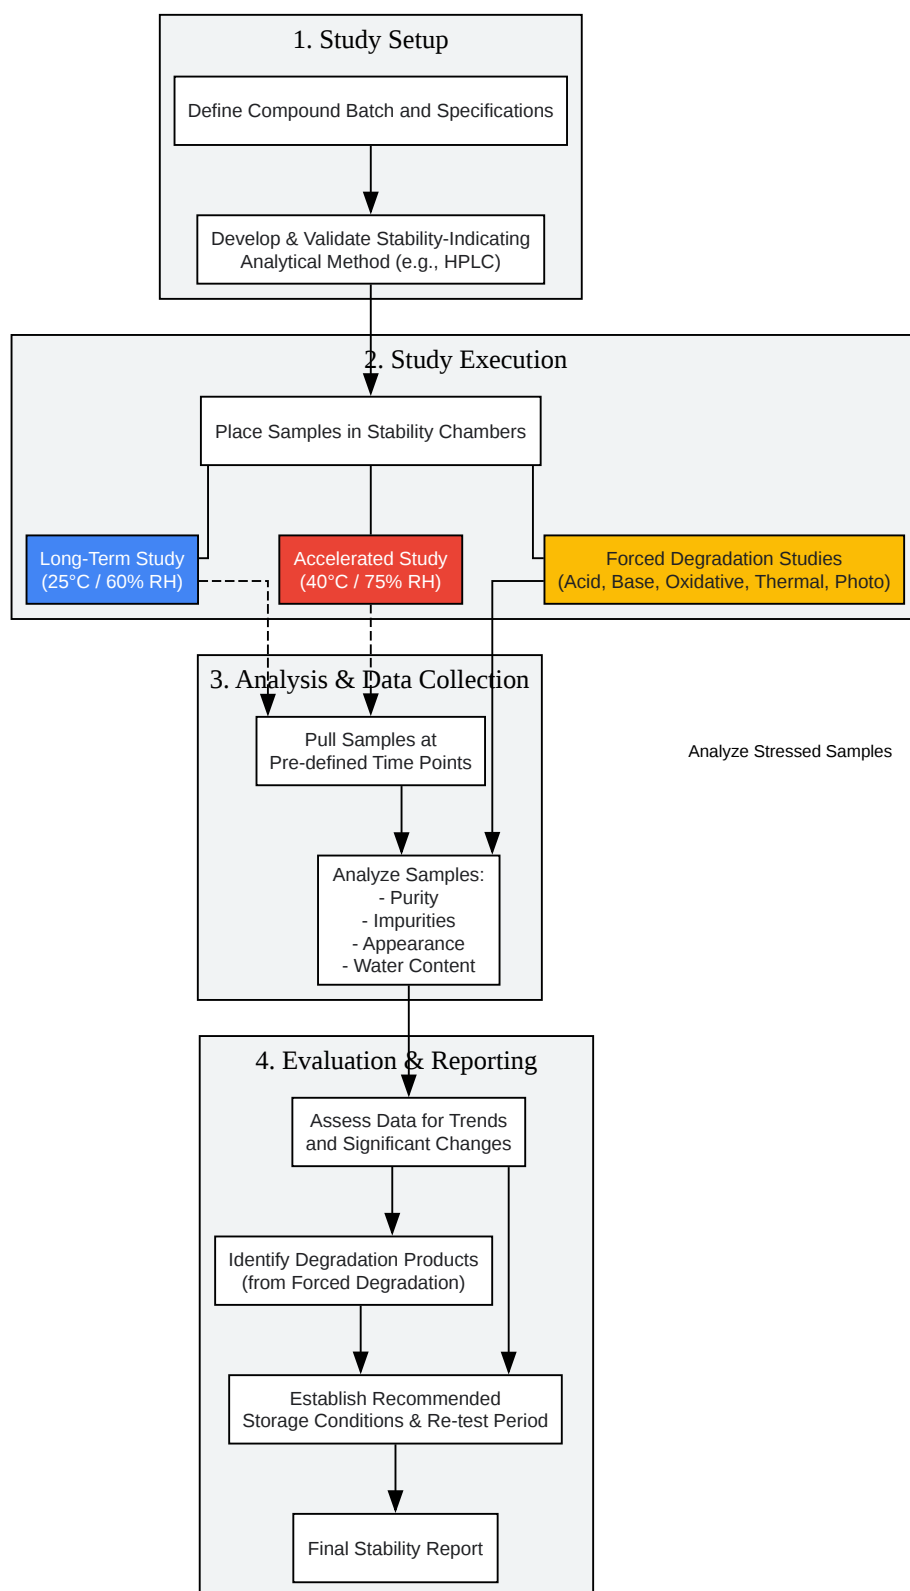 1. Study Setup
Define Compound Batch and Specifications
Develop & Validate Stability-Indicating
Analytical Method (e.g., HPLC)
2. Study Execution
Place Samples in Stability Chambers
Long-Term Study
(25°C / 60% RH)
Accelerated Study
(40°C / 75% RH)
Forced Degradation Studies
(Acid, Base, Oxidative, Thermal, Photo)
3. Analysis & Data Collection
Pull Samples at
Pre-defined Time Points
Analyze Stressed Samples
Analyze Samples:
- Purity
- Impurities
- Appearance
- Water Content
4. Evaluation & Reporting
Assess Data for Trends
and Significant Changes
Identify Degradation Products
(from Forced Degradation)
Establish Recommended
Storage Conditions & Re-test Period
Final Stability Report